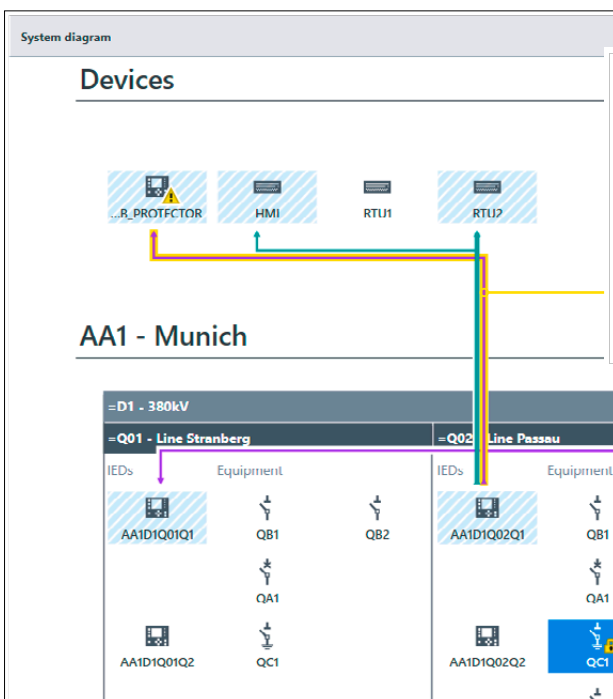 System diagram
Devices
...B_PROTECTOR HMI RTU1 RTU2
AA1 - Munich
=D1 - 380kV
=Q01 - Line Stranberg =Q02 Line Passau
IEDs Equipment IEDs Equipment
AA1D1Q01Q1 QB1 QB2 AA1D1Q02Q1 QB1
QA1 QA1
AA1D1Q01Q2 QC1 AA1D1Q02Q2 QC1